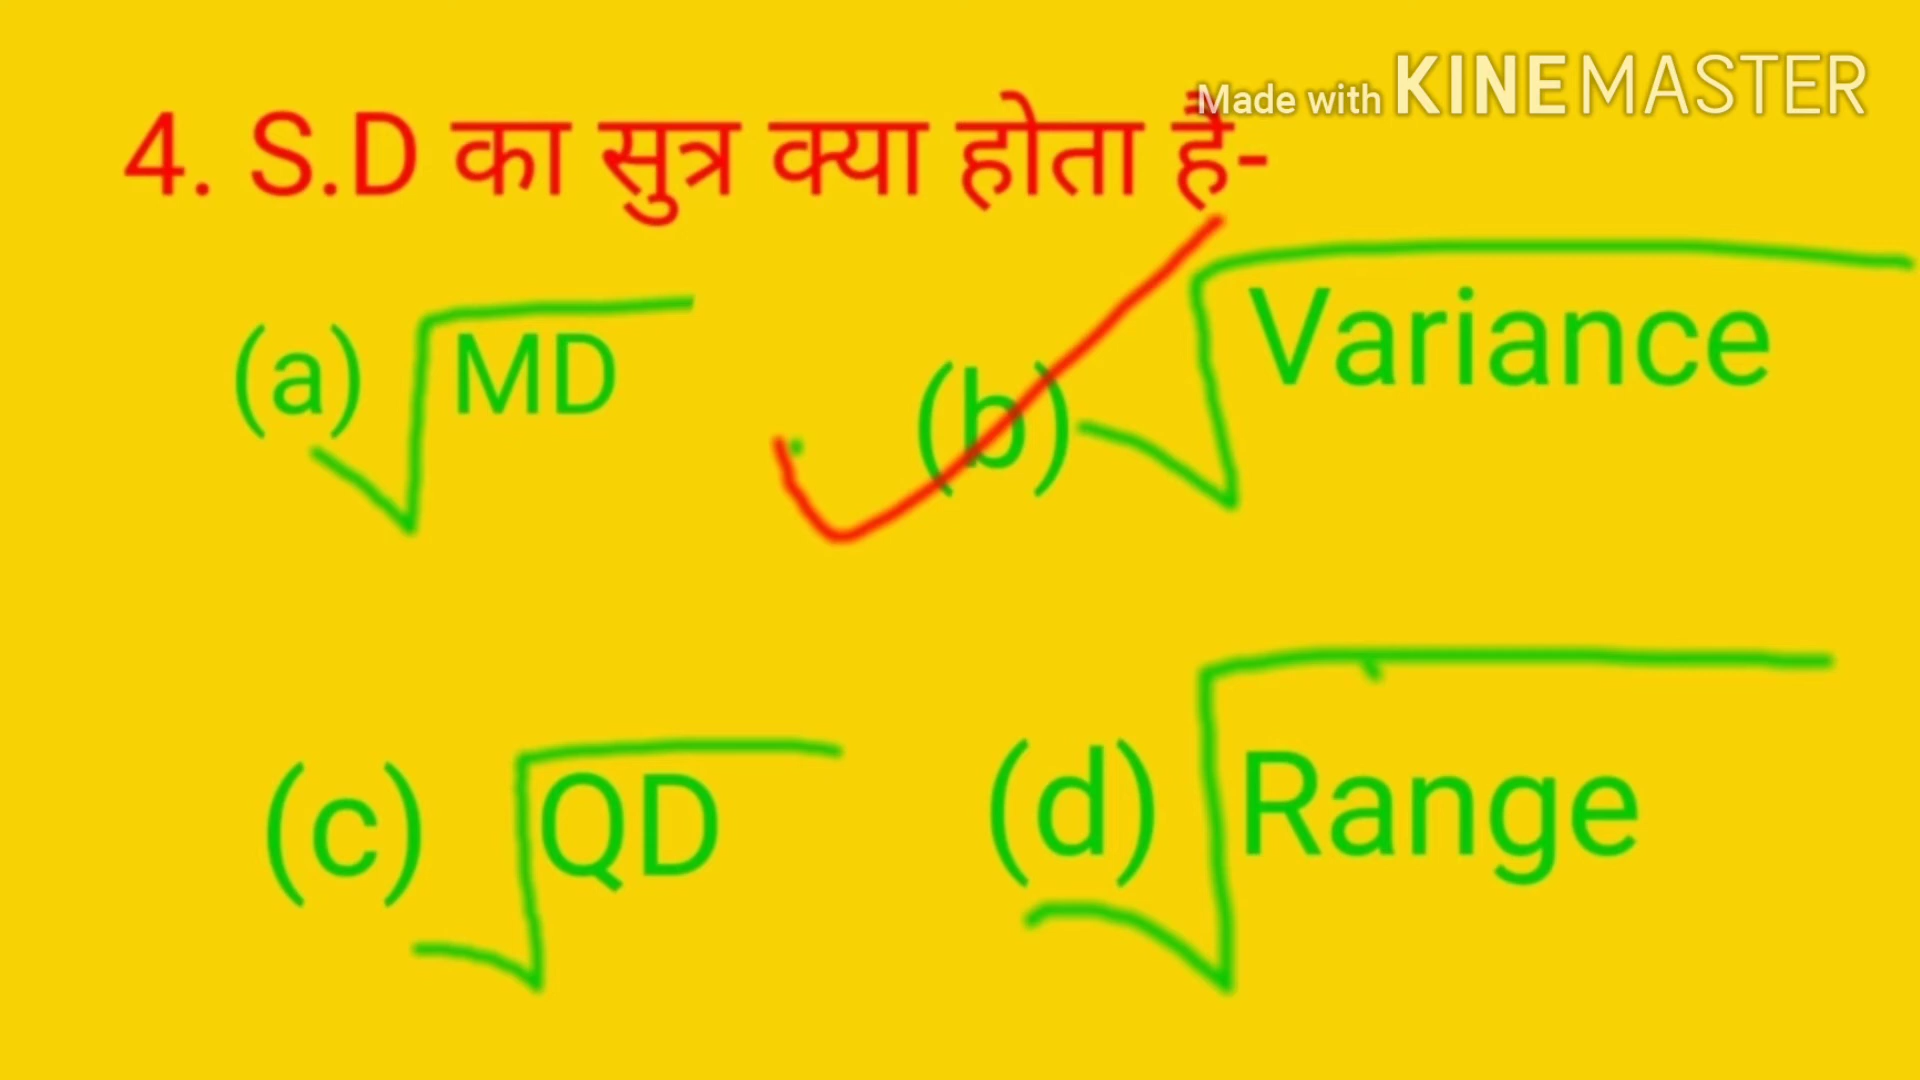 Made with KINEMASTER
4. S.D का सुत्र क्या होता है-
(a) √MD
(b) √Variance
(c) √QD
(d) √Range